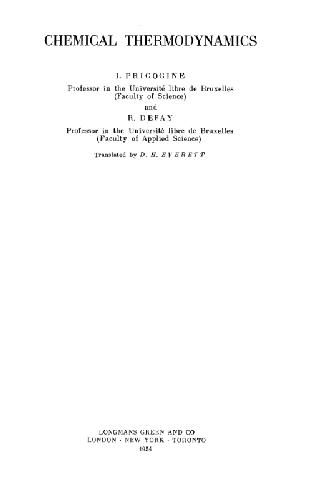 CHEMICAL THERMODYNAMICS
I. PRIGOGINE
Professor in the Université libre de Bruxelles
(Faculty of Science)
and
R. DEFAY
Professor in the Université libre de Bruxelles
(Faculty of Applied Science)
Translated by D. H. EVERETT
LONGMANS GREEN AND CO
LONDON · NEW YORK · TORONTO
1954